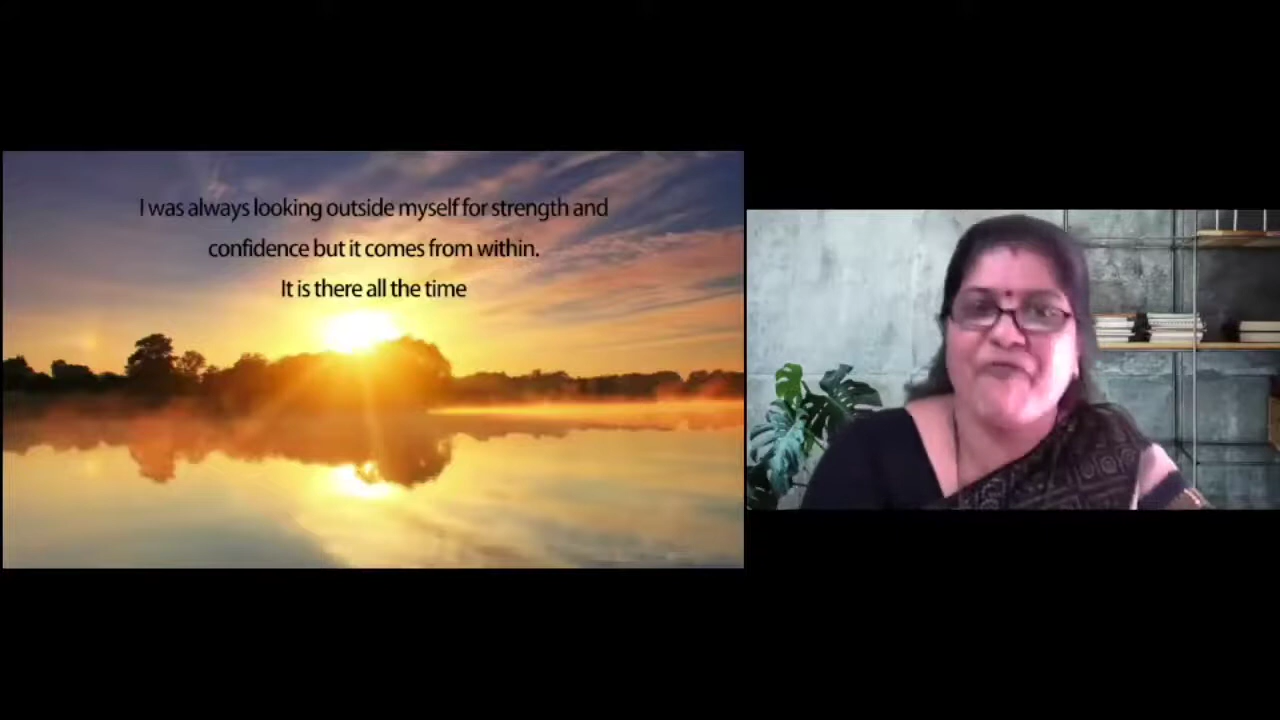 I was always looking outside myself for strength and
confidence but it comes from within.
It is there all the time